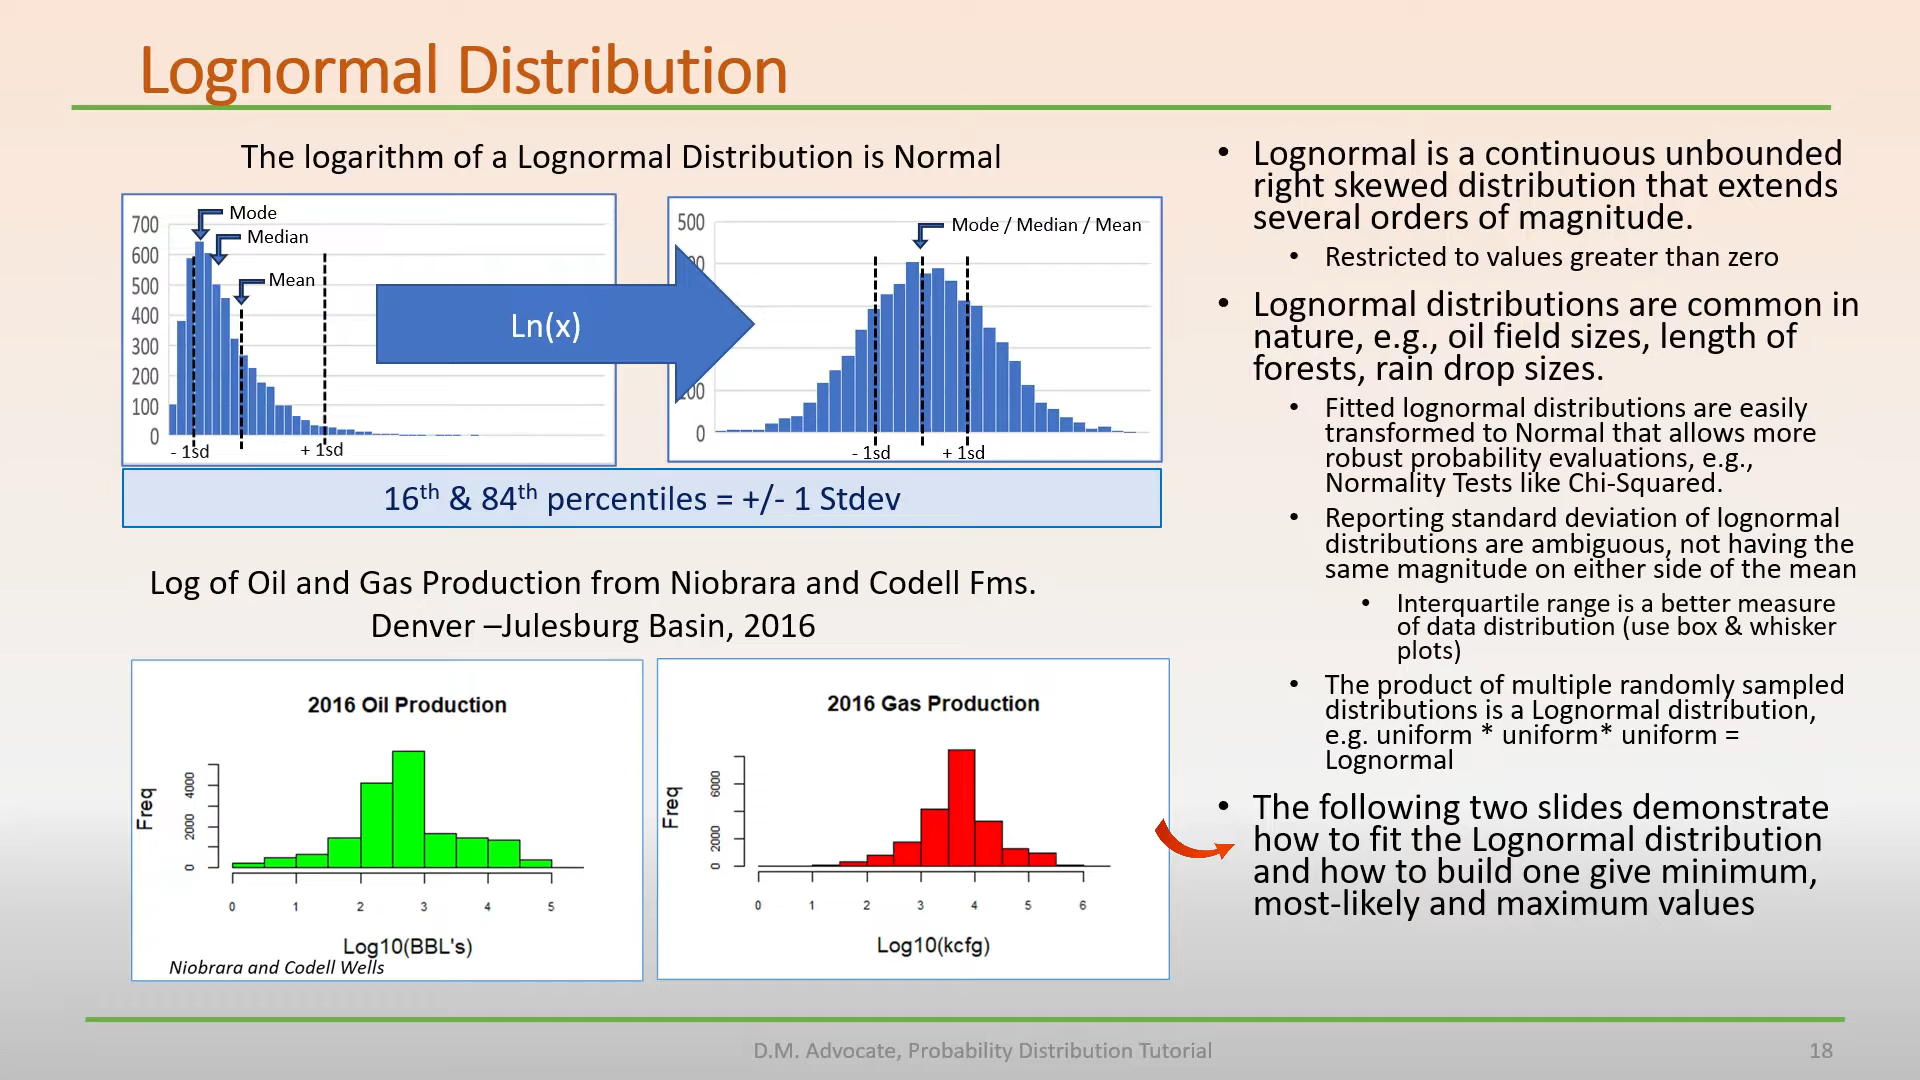 Lognormal Distribution
The logarithm of a Lognormal Distribution is Normal
700
600
500
400
300
200
100
0
Mode
Median
Mean
- 1sd
+ 1sd
Ln(x)
500
00
0
Mode / Median / Mean
- 1sd
+ 1sd
16th & 84th percentiles = +/- 1 Stdev
Log of Oil and Gas Production from Niobrara and Codell Fms.
Denver –Julesburg Basin, 2016
2016 Oil Production
Freq
4000
2000
0
0 1 2 3 4 5
Log10(BBL's)
Niobrara and Codell Wells
2016 Gas Production
Freq
6000
2000
0
0 1 2 3 4 5 6
Log10(kcfg)
• Lognormal is a continuous unbounded
right skewed distribution that extends
several orders of magnitude.
• Restricted to values greater than zero
• Lognormal distributions are common in
nature, e.g., oil field sizes, length of
forests, rain drop sizes.
• Fitted lognormal distributions are easily
transformed to Normal that allows more
robust probability evaluations, e.g.,
Normality Tests like Chi-Squared.
• Reporting standard deviation of lognormal
distributions are ambiguous, not having the
same magnitude on either side of the mean
• Interquartile range is a better measure
of data distribution (use box & whisker
plots)
• The product of multiple randomly sampled
distributions is a Lognormal distribution,
e.g. uniform * uniform* uniform =
Lognormal
• The following two slides demonstrate
how to fit the Lognormal distribution
and how to build one give minimum,
most-likely and maximum values
D.M. Advocate, Probability Distribution Tutorial
18